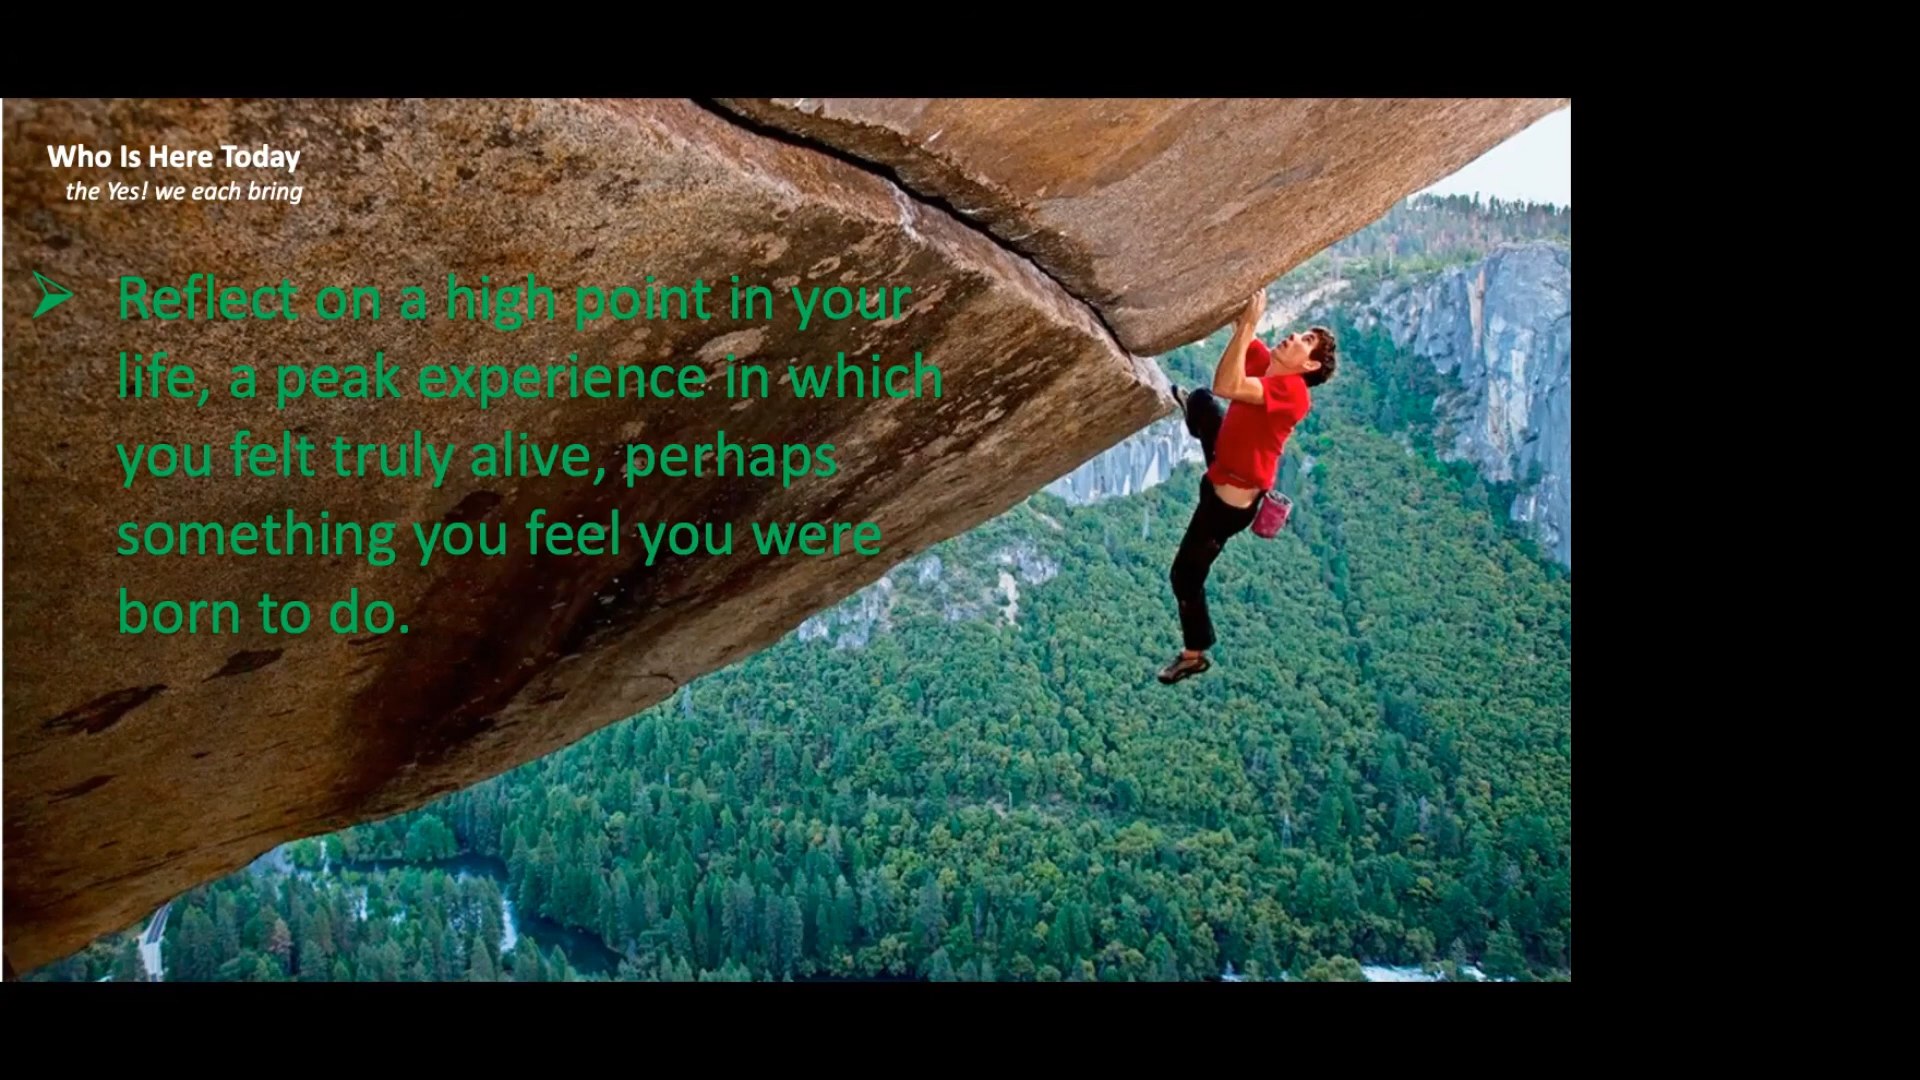 Who Is Here Today
the Yes! we each bring
➢ Reflect on a high point in your
life, a peak experience in which
you felt truly alive, perhaps
something you feel you were
born to do.